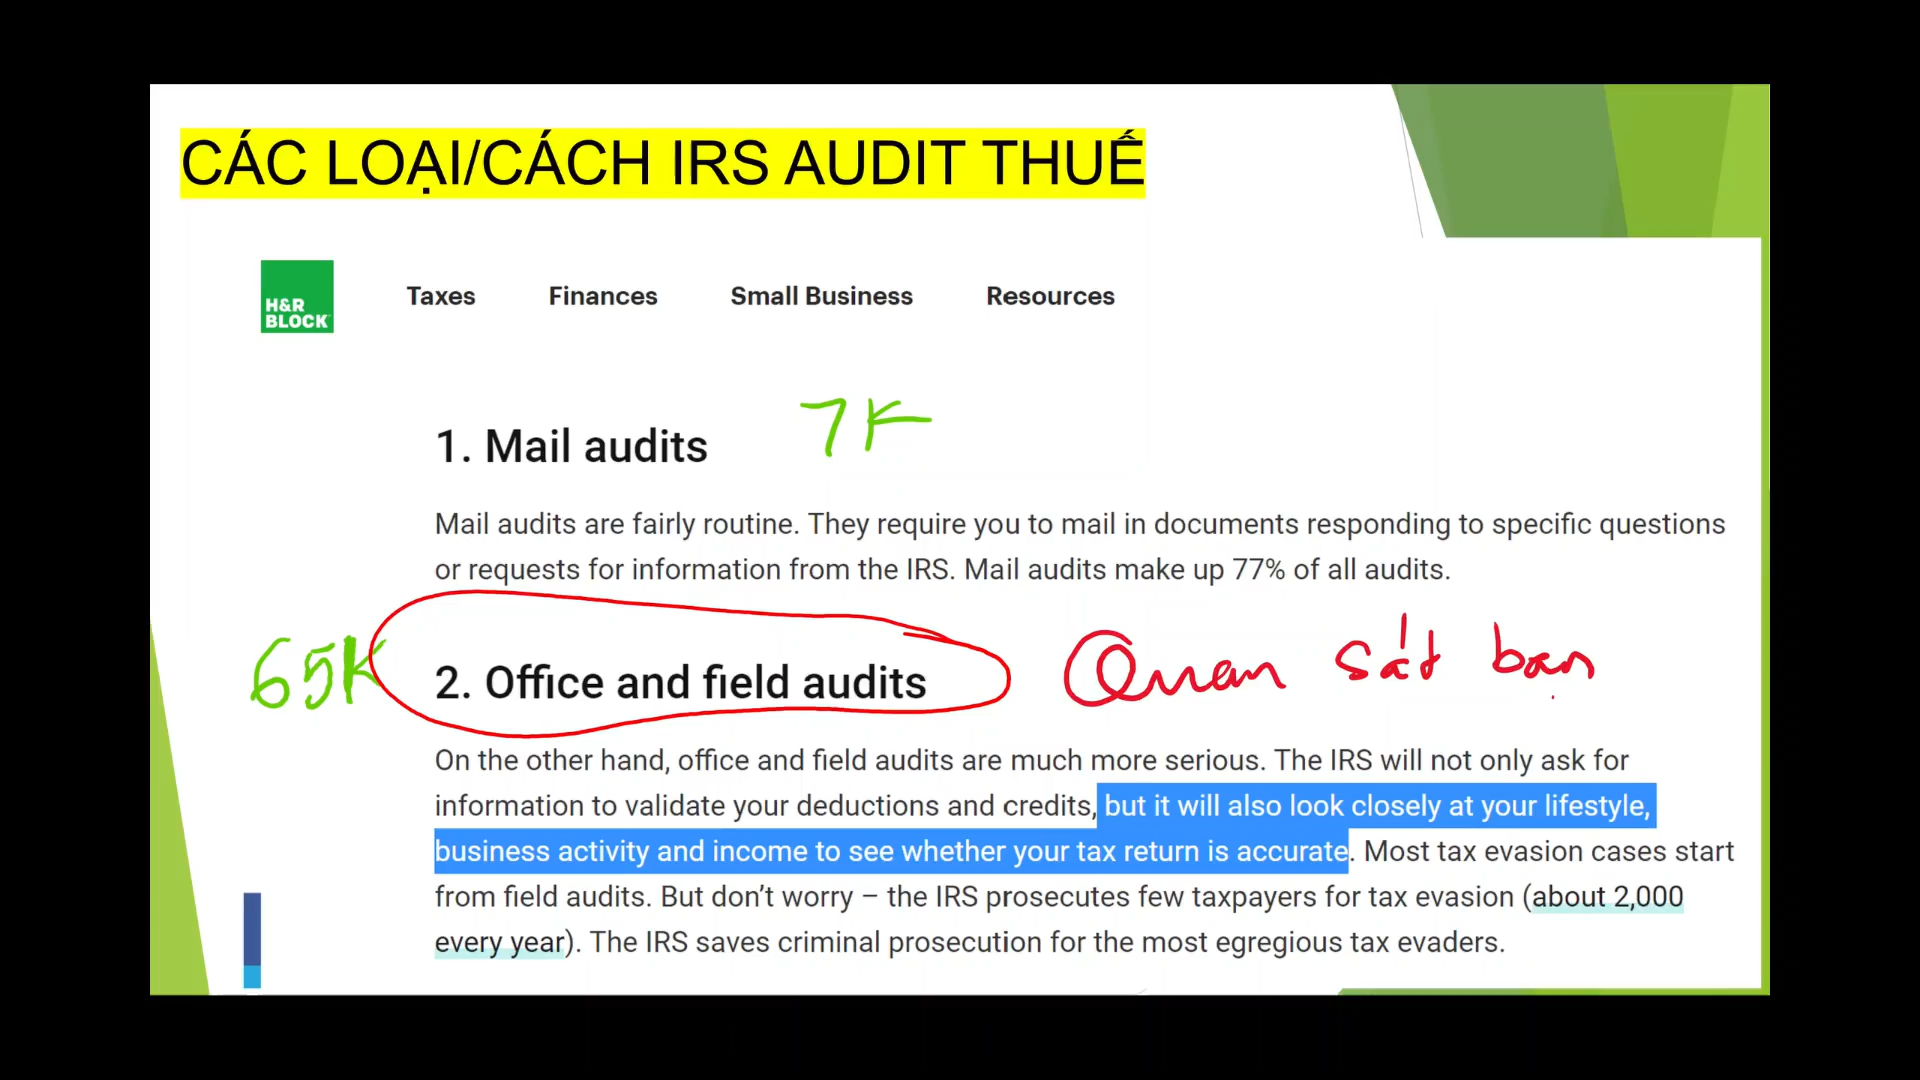 CÁC LOẠI/CÁCH IRS AUDIT THUẾ
H&R
BLOCK
Taxes Finances Small Business Resources
7K
1. Mail audits
Mail audits are fairly routine. They require you to mail in documents responding to specific questions
or requests for information from the IRS. Mail audits make up 77% of all audits.
65K
2. Office and field audits
Quan sát bạn
On the other hand, office and field audits are much more serious. The IRS will not only ask for
information to validate your deductions and credits, but it will also look closely at your lifestyle,
business activity and income to see whether your tax return is accurate. Most tax evasion cases start
from field audits. But don’t worry – the IRS prosecutes few taxpayers for tax evasion (about 2,000
every year). The IRS saves criminal prosecution for the most egregious tax evaders.